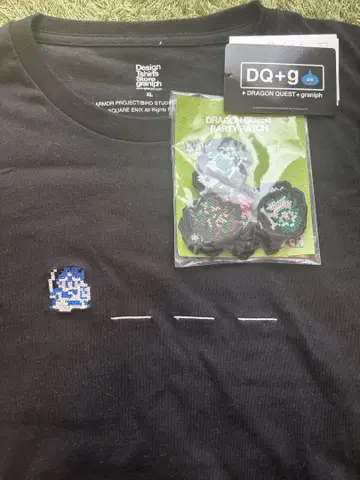 Design
Tshirts
Store
graniph
XL
ARMOR PROJECT/BIRD STUDIO
SQUARE ENIX All Rights
DQ+g
DRAGON QUEST + graniph
DRAGON QUEST
PARTY PATCH